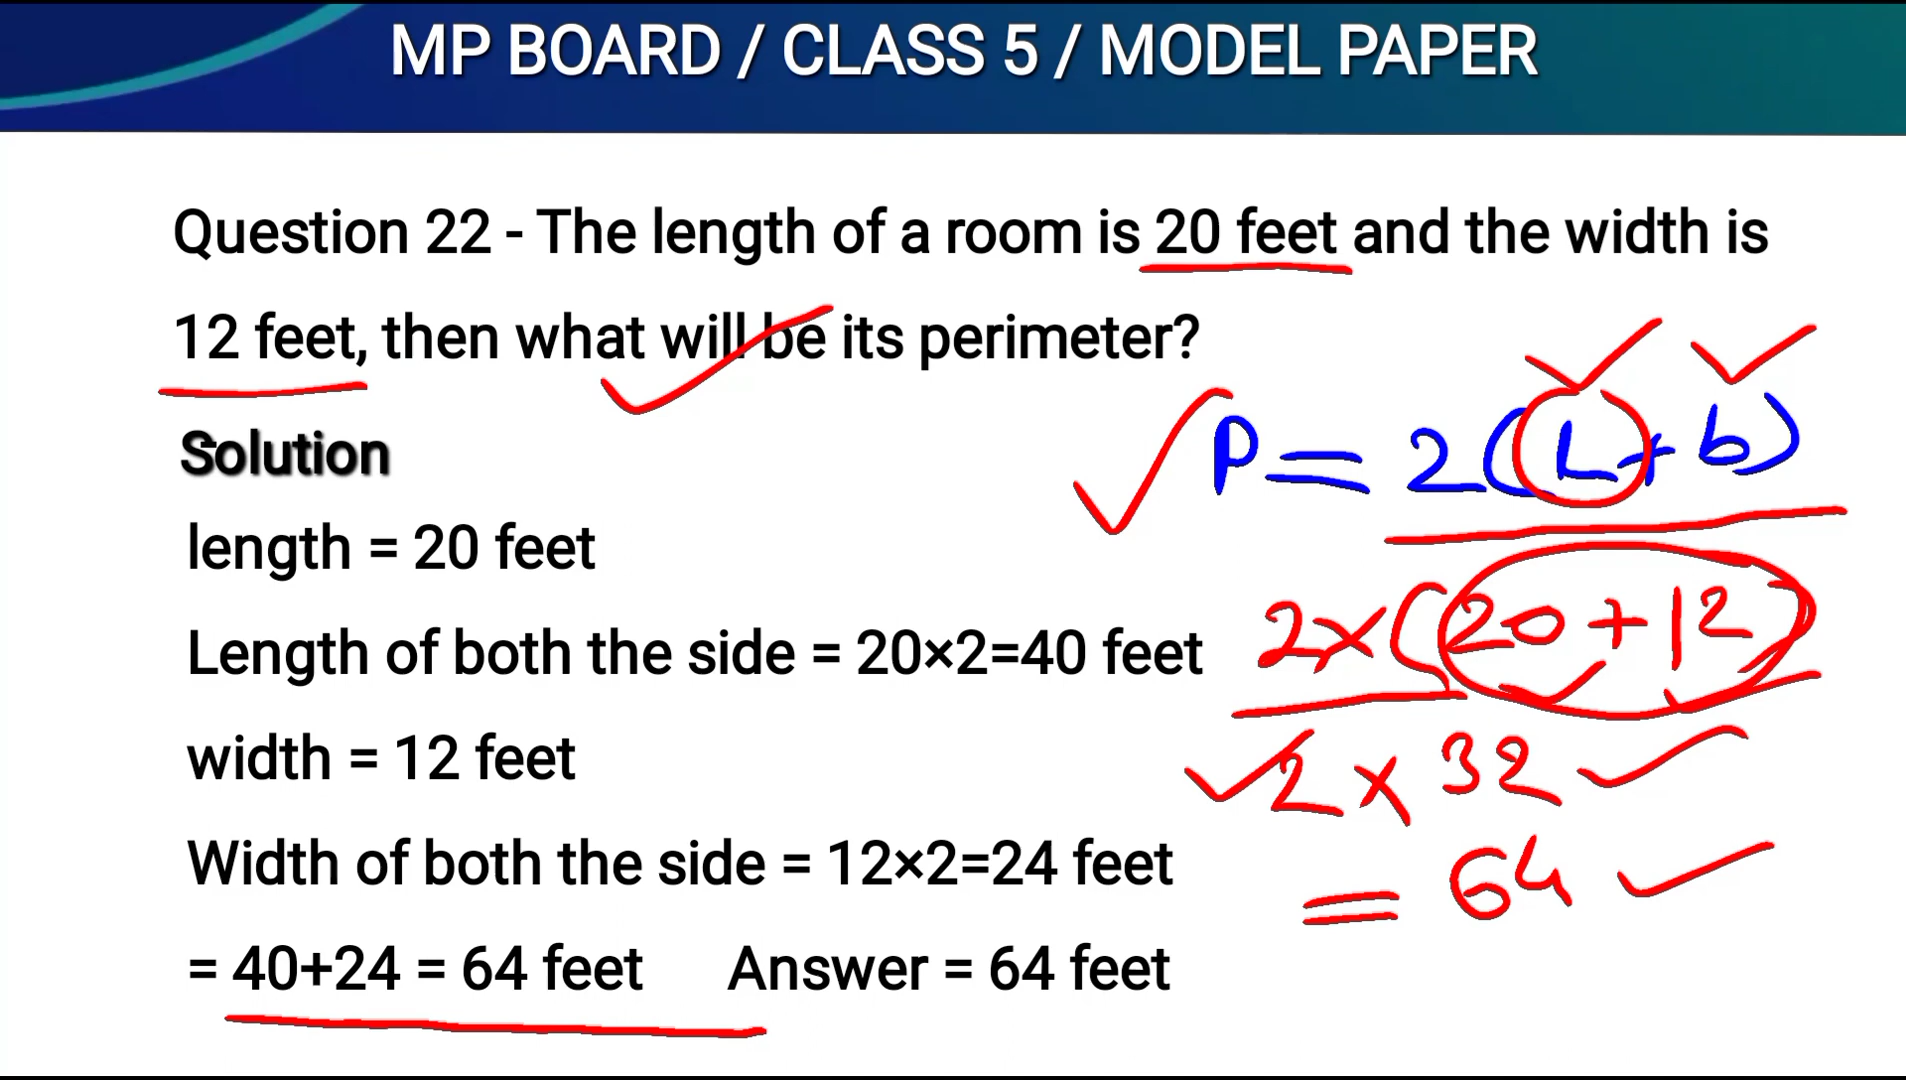 MP BOARD / CLASS 5 / MODEL PAPER
Question 22 - The length of a room is 20 feet and the width is
12 feet, then what will be its perimeter?
Solution
length = 20 feet
Length of both the side = 20×2=40 feet
width = 12 feet
Width of both the side = 12×2=24 feet
= 40+24 = 64 feet Answer = 64 feet
P = 2(L+b)
2×(20+12)
2×32
= 64